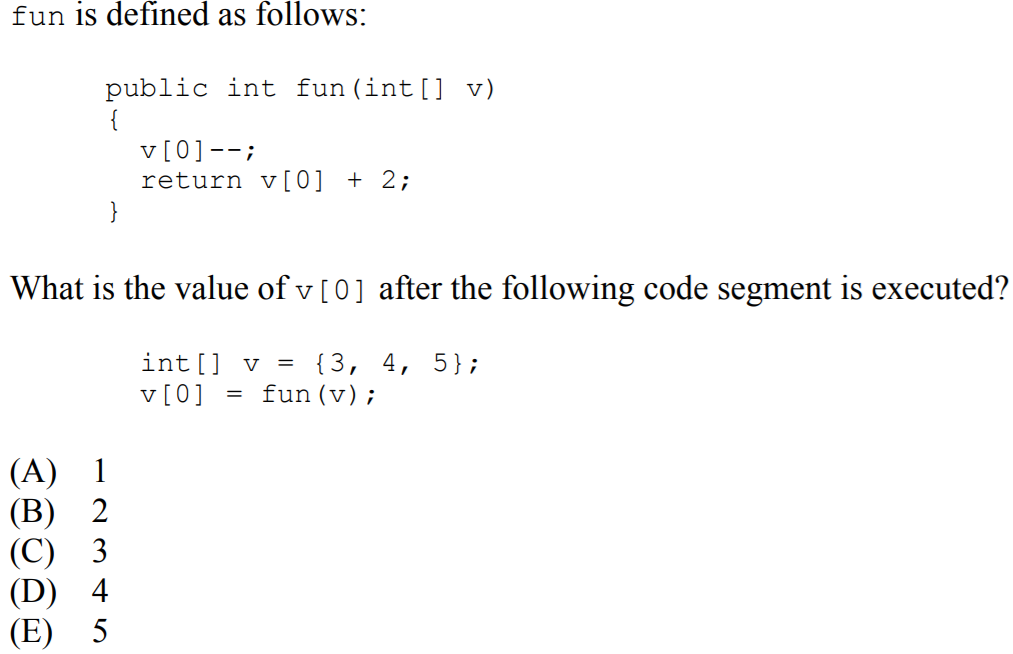 fun is defined as follows:
public int fun(int[] v)
{
v[0]--;
return v[0] + 2;
}
What is the value of v[0] after the following code segment is executed?
int[] v = {3, 4, 5};
v[0] = fun(v);
(A) 1
(B) 2
(C) 3
(D) 4
(E) 5